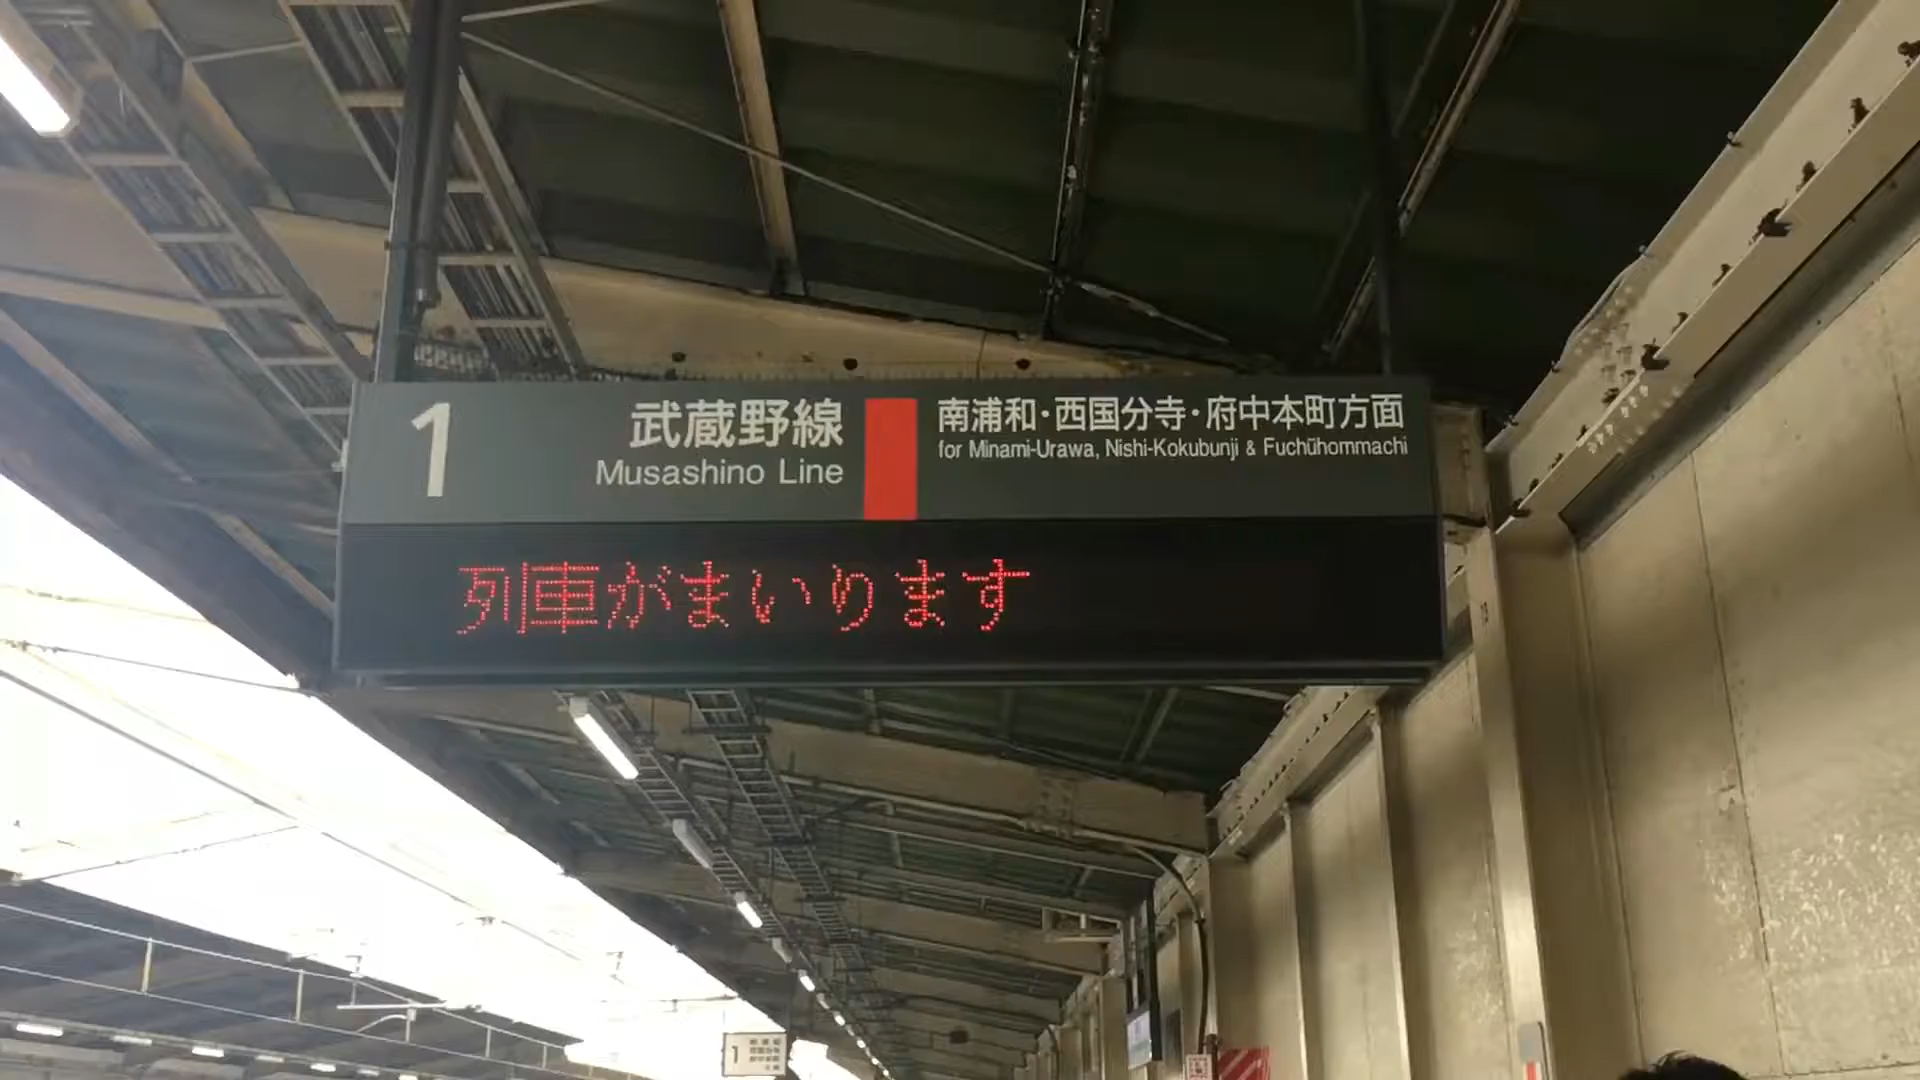 1
武蔵野線
Musashino Line
南浦和・西国分寺・府中本町方面
for Minami-Urawa, Nishi-Kokubunji & Fuchūhommachi
列車がまいります
1